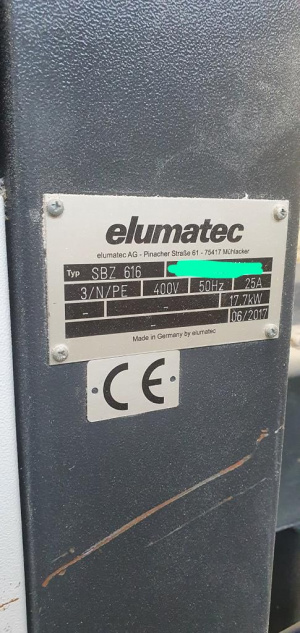 elumatec
elumatec AG - Pinacher Straße 61 - 75417 Mühlacker
Typ SBZ 616
3/N/PE 400V 50Hz 25A
- - 17.7kW
- 06/2017
Made in Germany by elumatec
CE